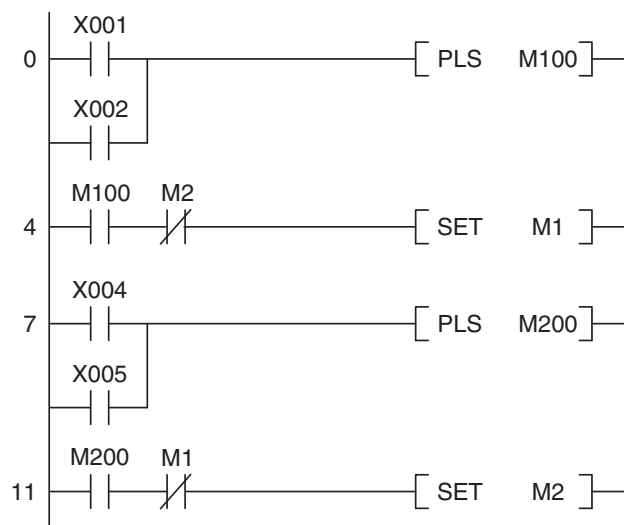 X001
0 PLS M100
X002
M100 M2
4 SET M1
X004
7 PLS M200
X005
M200 M1
11 SET M2